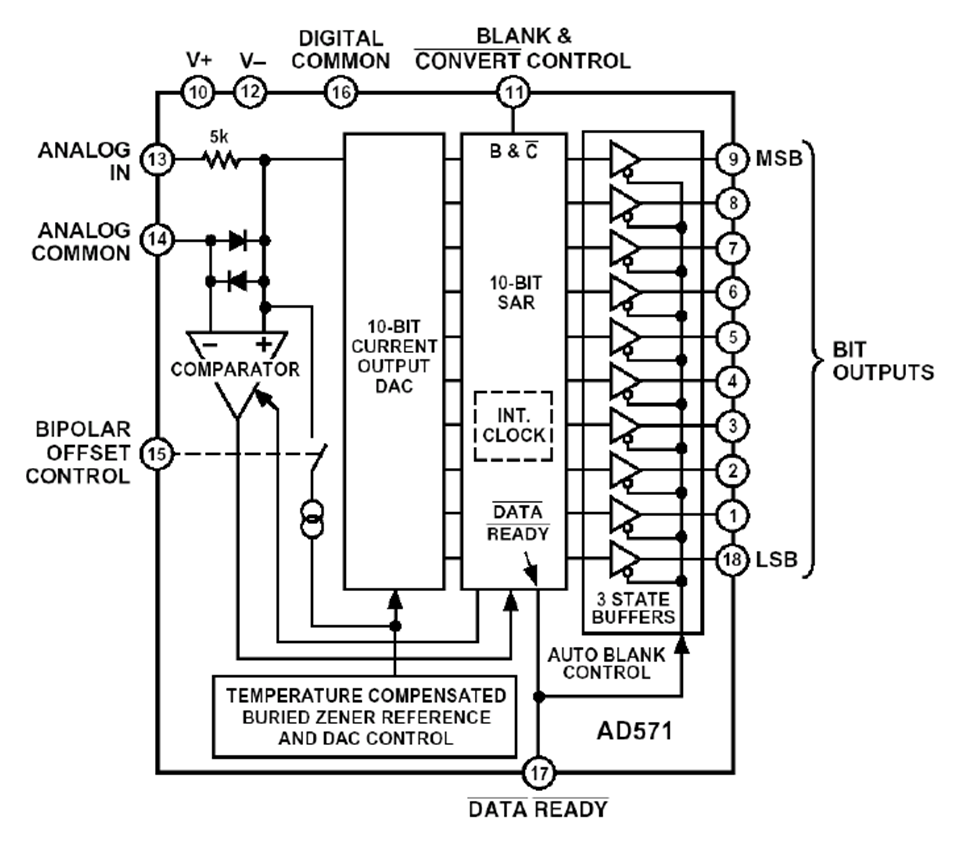 DIGITAL
COMMON
BLANK &
CONVERT CONTROL
V+
V–
10
12
16
11
ANALOG
IN
13
5k
B & C
9
MSB
ANALOG
COMMON
14
8
7
10-BIT
SAR
6
–
+
COMPARATOR
10-BIT
CURRENT
OUTPUT
DAC
5
BIT
OUTPUTS
4
INT.
CLOCK
3
BIPOLAR
OFFSET
CONTROL
15
2
DATA
READY
1
18
LSB
3 STATE
BUFFERS
AUTO BLANK
CONTROL
TEMPERATURE COMPENSATED
BURIED ZENER REFERENCE
AND DAC CONTROL
AD571
17
DATA READY